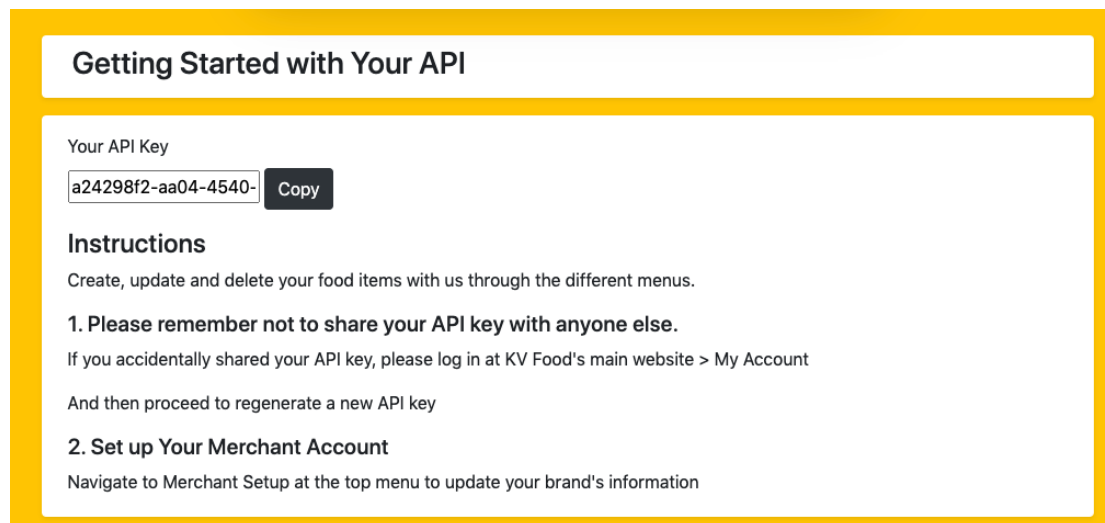 Getting Started with Your API
Your API Key
a24298f2-aa04-4540-
Copy
Instructions
Create, update and delete your food items with us through the different menus.
1. Please remember not to share your API key with anyone else.
If you accidentally shared your API key, please log in at KV Food's main website > My Account
And then proceed to regenerate a new API key
2. Set up Your Merchant Account
Navigate to Merchant Setup at the top menu to update your brand's information